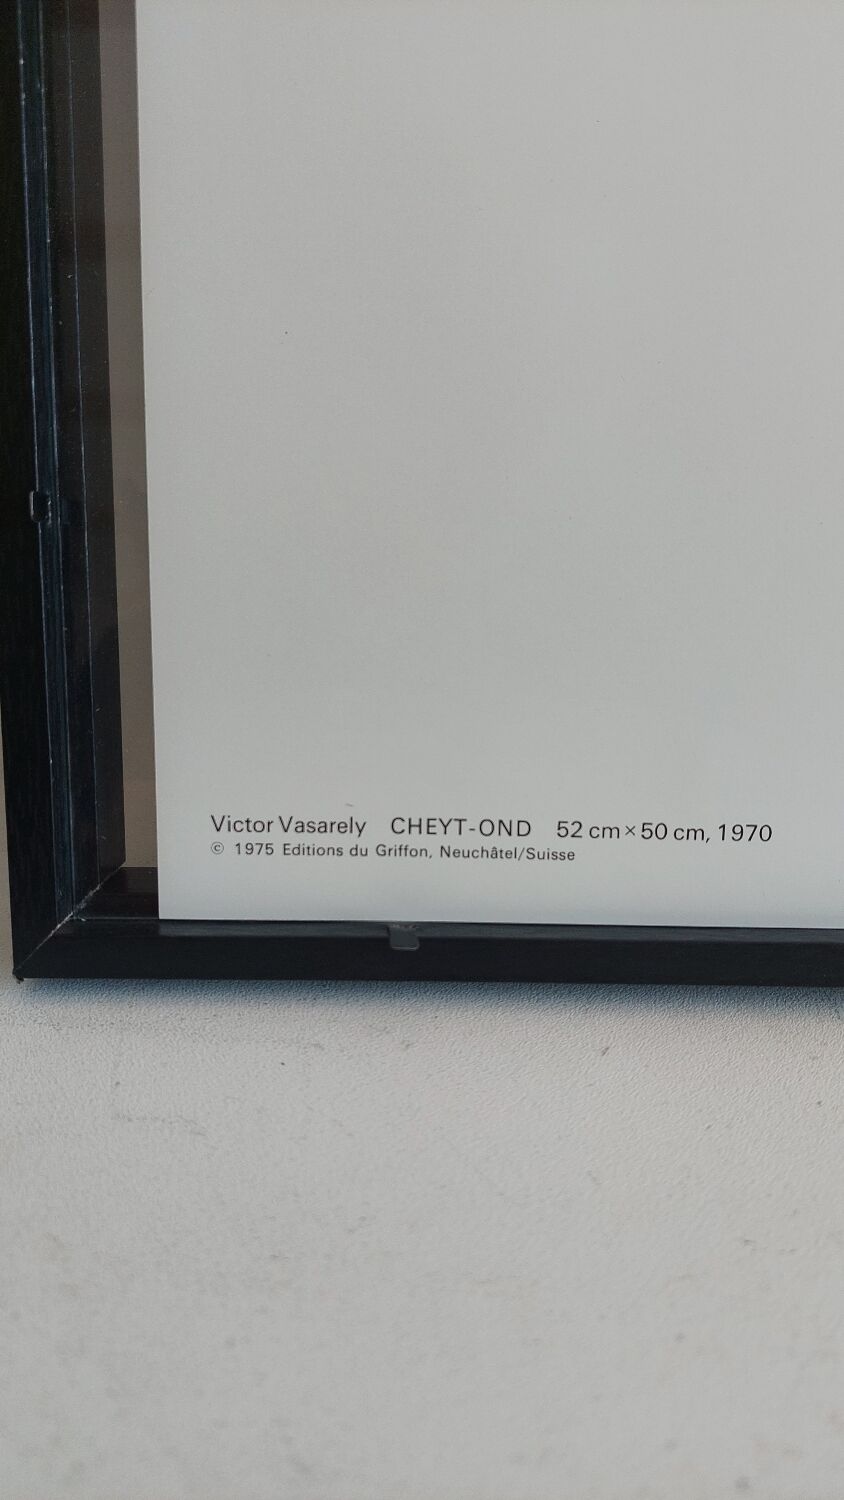 Victor Vasarely CHEYT-OND 52 cm×50 cm, 1970
© 1975 Editions du Griffon, Neuchâtel/Suisse